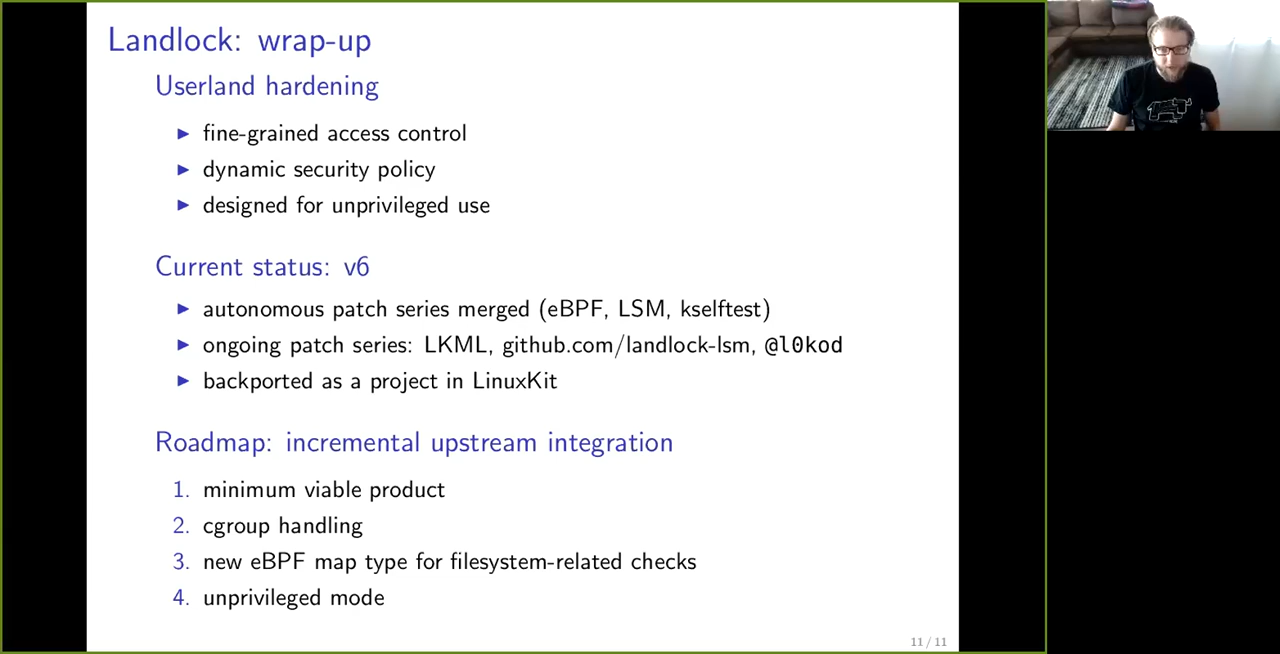 Landlock: wrap-up
Userland hardening
▶ fine-grained access control
▶ dynamic security policy
▶ designed for unprivileged use
Current status: v6
▶ autonomous patch series merged (eBPF, LSM, kselftest)
▶ ongoing patch series: LKML, github.com/landlock-lsm, @l0kod
▶ backported as a project in LinuxKit
Roadmap: incremental upstream integration
1. minimum viable product
2. cgroup handling
3. new eBPF map type for filesystem-related checks
4. unprivileged mode
11 / 11